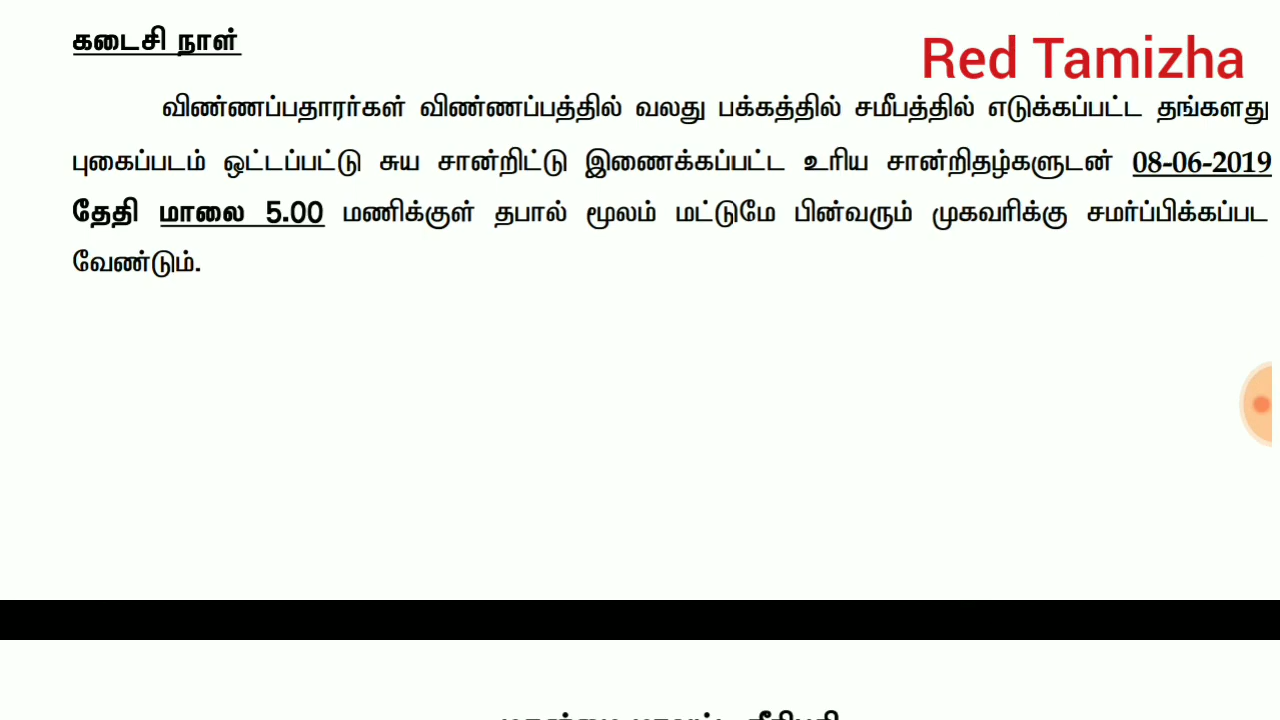 கடைசி நாள்
Red Tamizha
விண்ணப்பதாரர்கள் விண்ணப்பத்தில் வலது பக்கத்தில் சமீபத்தில் எடுக்கப்பட்ட தங்களது
புகைப்படம் ஒட்டப்பட்டு சுய சான்றிட்டு இணைக்கப்பட்ட உரிய சான்றிதழ்களுடன் 08-06-2019
தேதி மாலை 5.00 மணிக்குள் தபால் மூலம் மட்டுமே பின்வரும் முகவரிக்கு சமர்ப்பிக்கப்பட
வேண்டும்.